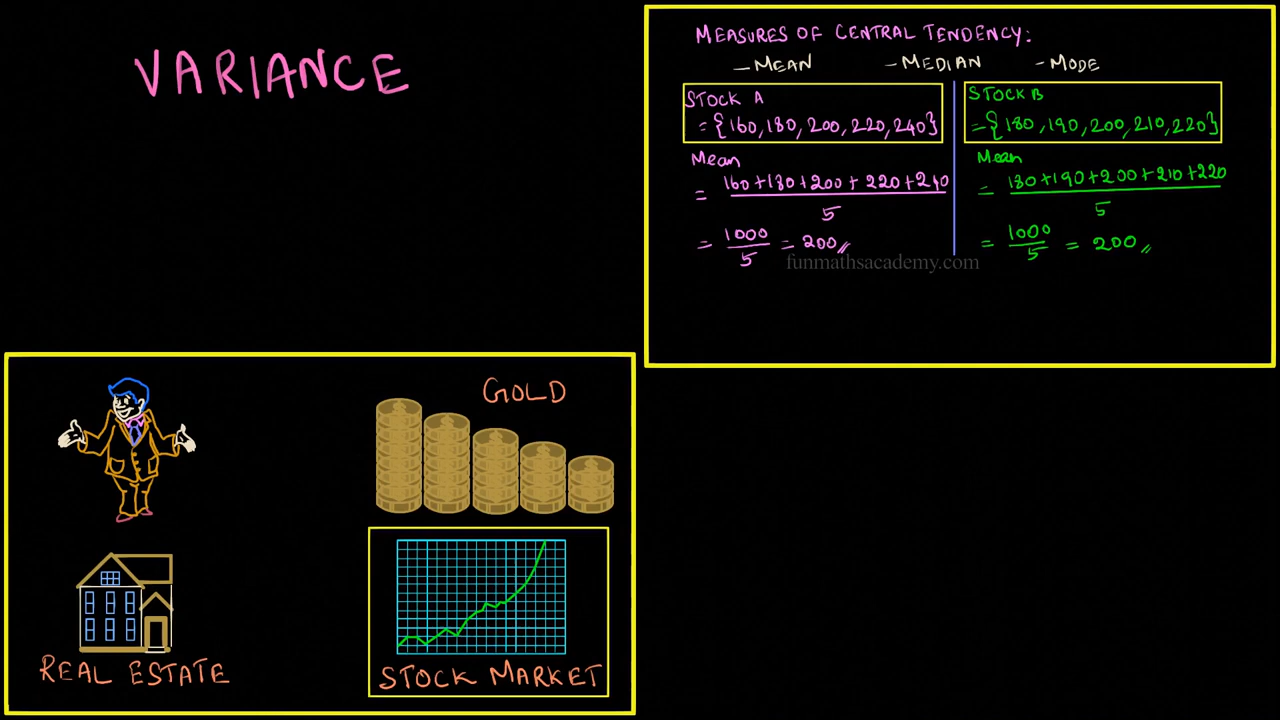 VARIANCE
MEASURES OF CENTRAL TENDENCY:
- MEAN - MEDIAN - MODE
STOCK A
= {160, 180, 200, 220, 240}
Mean
= 160+180+200+220+240
5
= 1000/5 = 200 //
STOCK B
= {180, 190, 200, 210, 220}
Mean
= 180+190+200+210+220
5
= 1000/5 = 200 //
funmathsacademy.com
GOLD
REAL ESTATE
STOCK MARKET